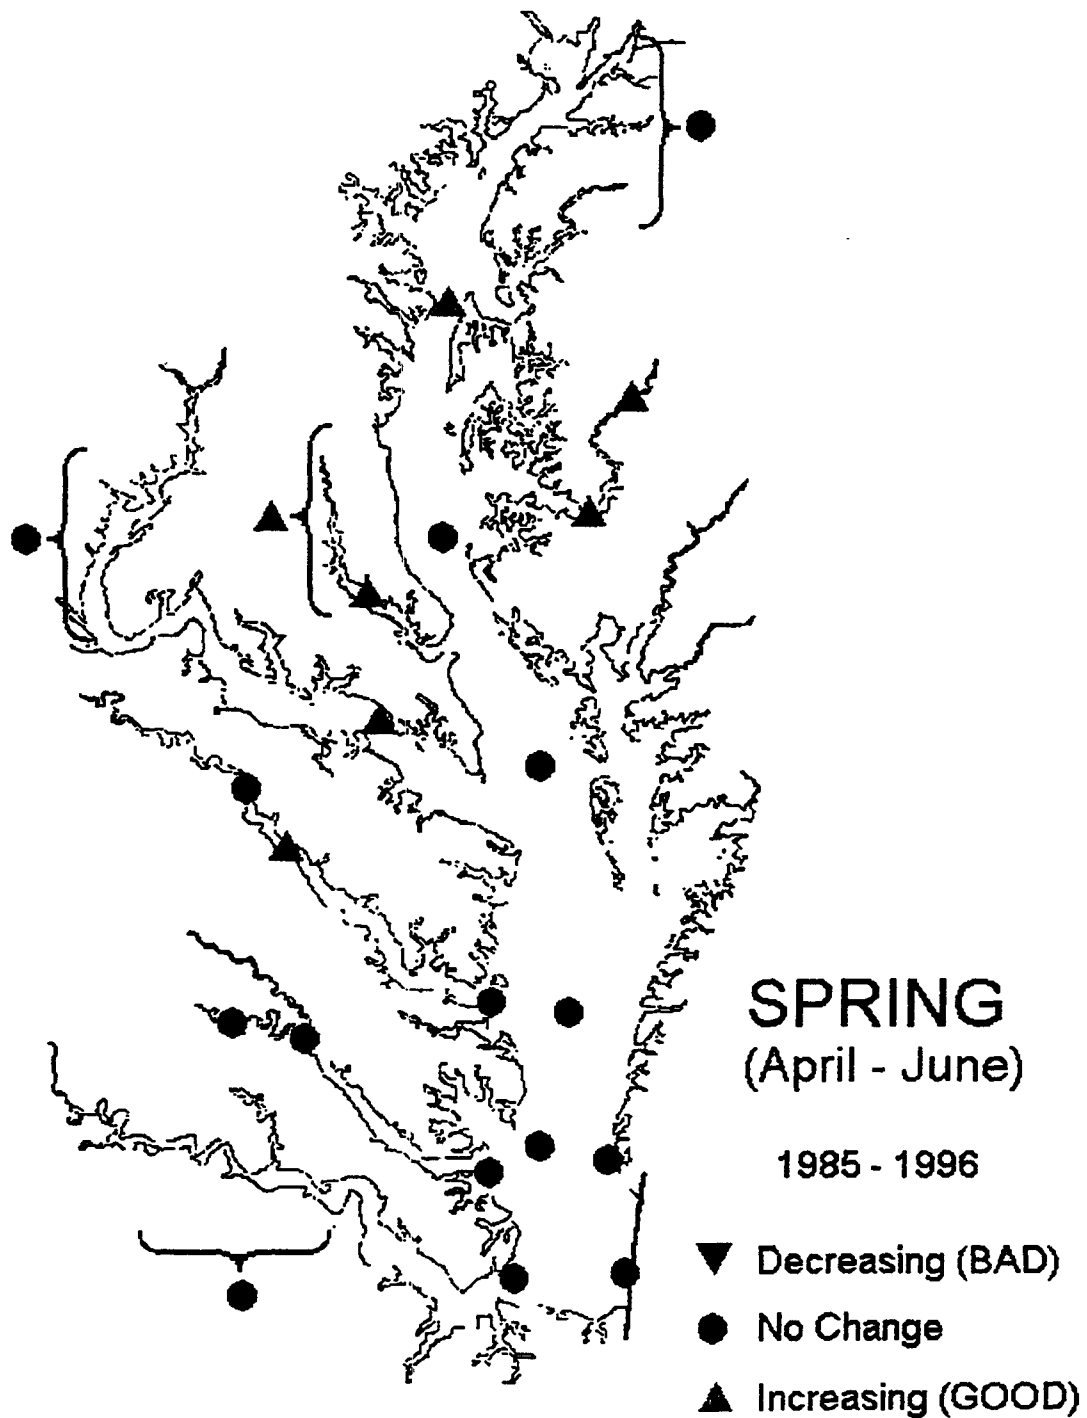 SPRING
(April - June)
1985 - 1996
Decreasing (BAD)
No Change
Increasing (GOOD)